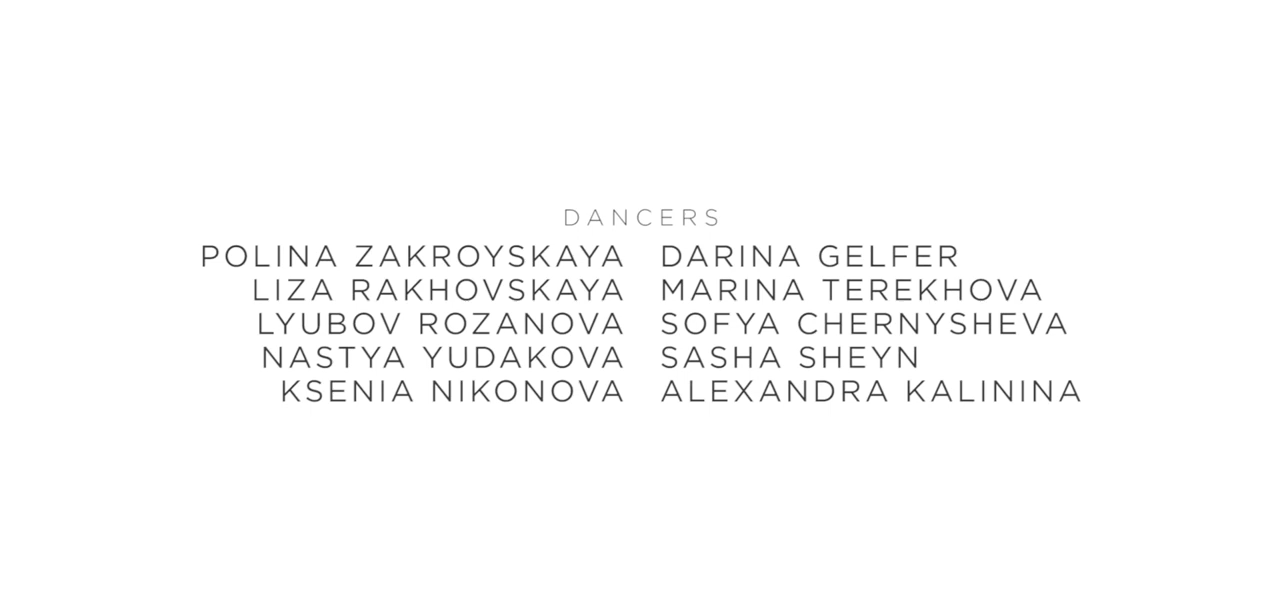 DANCERS
POLINA ZAKROYSKAYA DARINA GELFER
LIZA RAKHOVSKAYA MARINA TEREKHOVA
LYUBOV ROZANOVA SOFYA CHERNYSHEVA
NASTYA YUDAKOVA SASHA SHEYN
KSENIA NIKONOVA ALEXANDRA KALININA